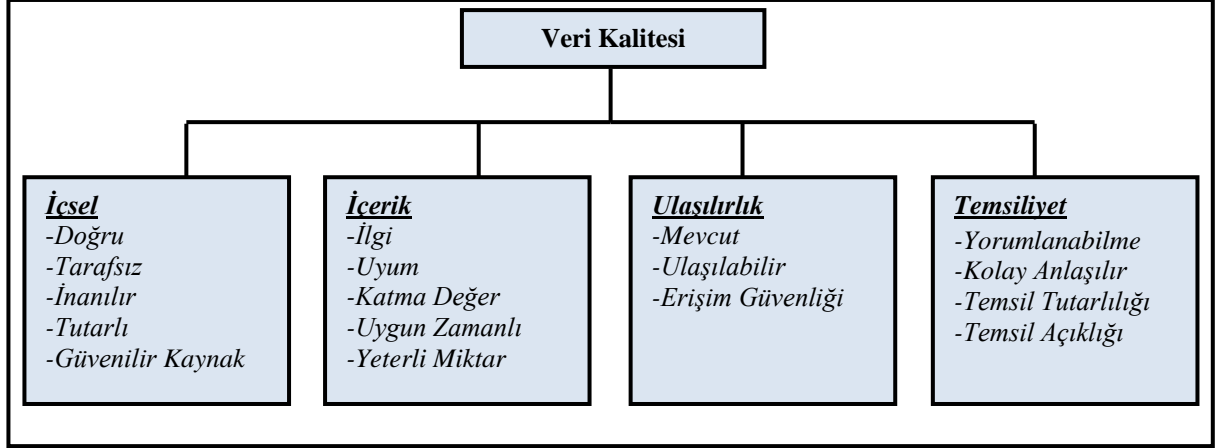 Veri Kalitesi
İçsel
-Doğru
-Tarafsız
-İnanılır
-Tutarlı
-Güvenilir Kaynak
İçerik
-İlgi
-Uyum
-Katma Değer
-Uygun Zamanlı
-Yeterli Miktar
Ulaşılırlık
-Mevcut
-Ulaşılabilir
-Erişim Güvenliği
Temsiliyet
-Yorumlanabilme
-Kolay Anlaşılır
-Temsil Tutarlılığı
-Temsil Açıklığı